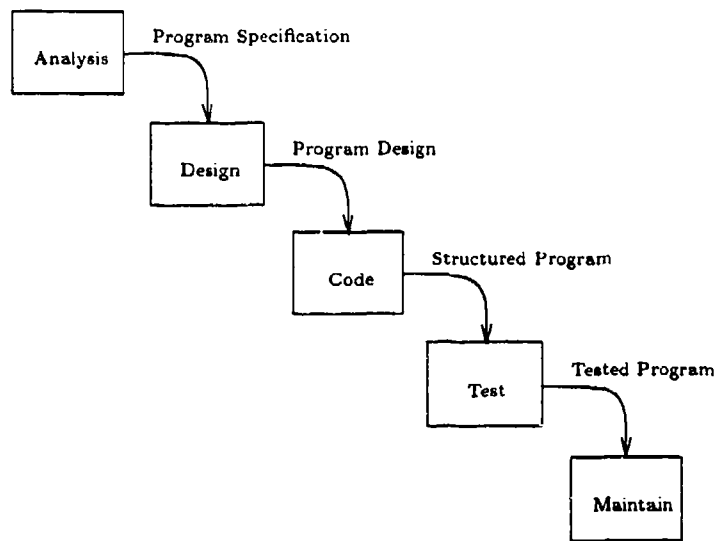 Program Specification
Analysis
Program Design
Design
Structured Program
Code
Tested Program
Test
Maintain